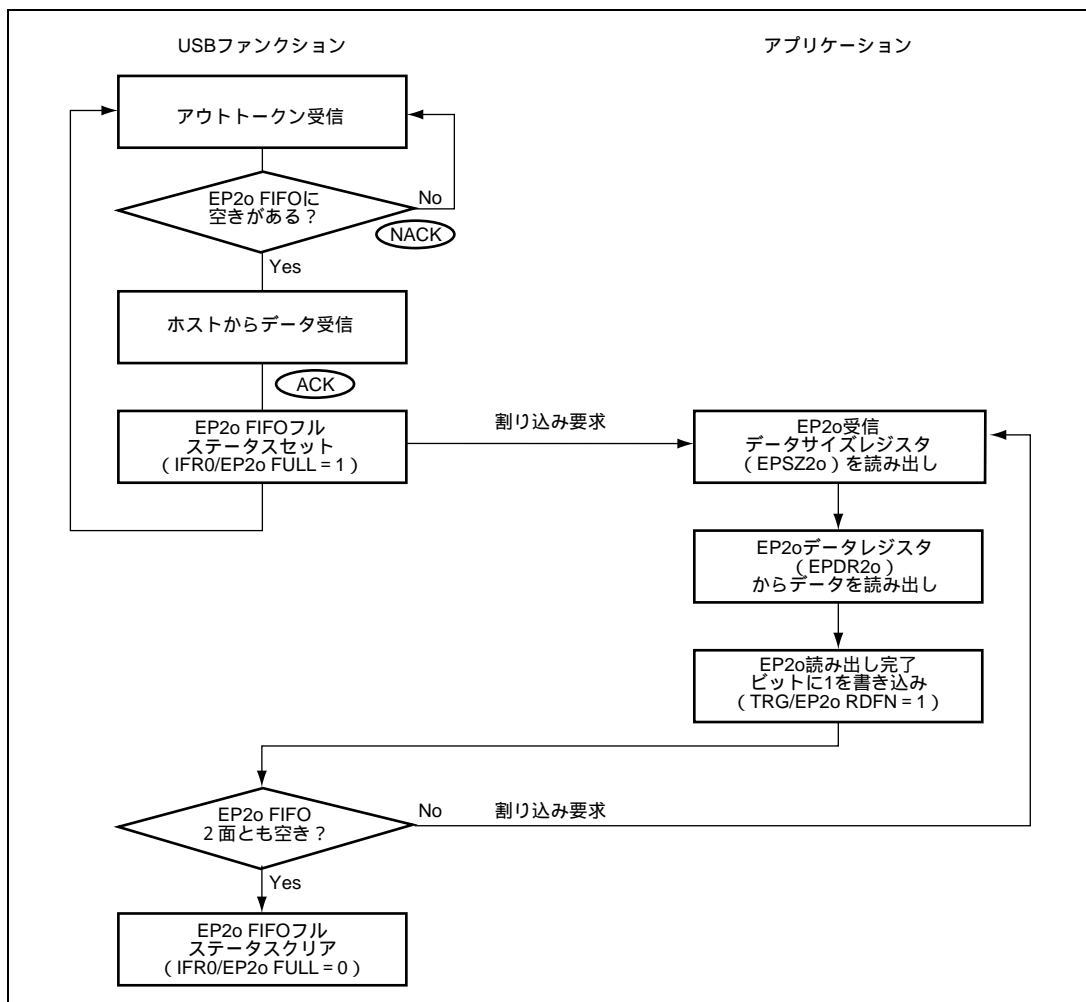 USBファンクション
アプリケーション
アウトトークン受信
EP2o FIFOに
空きがある？
No
NACK
Yes
ホストからデータ受信
ACK
EP2o FIFOフル
ステータスセット
（IFR0/EP2o FULL = 1）
割り込み要求
EP2o受信
データサイズレジスタ
（EPSZ2o）を読み出し
EP2oデータレジスタ
（EPDR2o）
からデータを読み出し
EP2o読み出し完了
ビットに1を書き込み
（TRG/EP2o RDFN = 1）
EP2o FIFO
2 面とも空き？
No
割り込み要求
Yes
EP2o FIFOフル
ステータスクリア
（IFR0/EP2o FULL = 0）